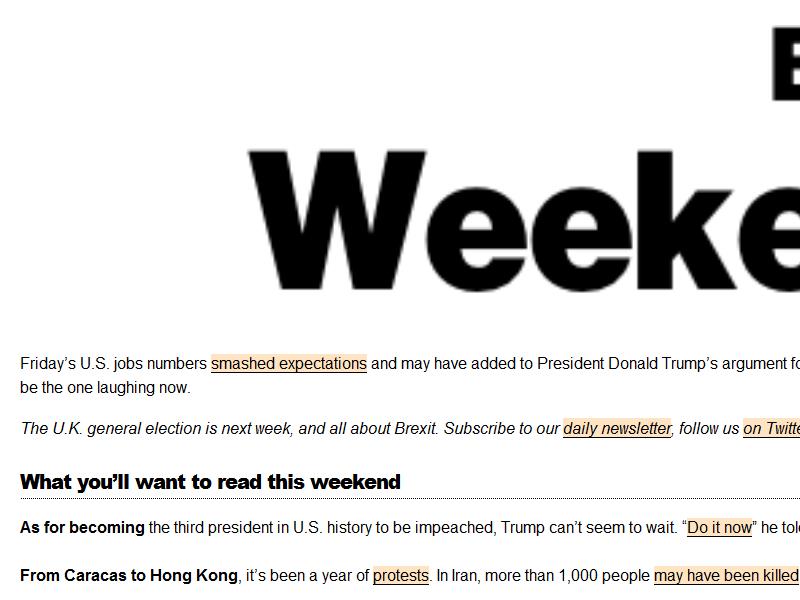 Weeke
Friday’s U.S. jobs numbers smashed expectations and may have added to President Donald Trump’s argument
be the one laughing now.
The U.K. general election is next week, and all about Brexit. Subscribe to our daily newsletter, follow us on
What you’ll want to read this weekend
As for becoming the third president in U.S. history to be impeached, Trump can’t seem to wait. “Do it now” he
From Caracas to Hong Kong, it’s been a year of protests. In Iran, more than 1,000 people may have been killed